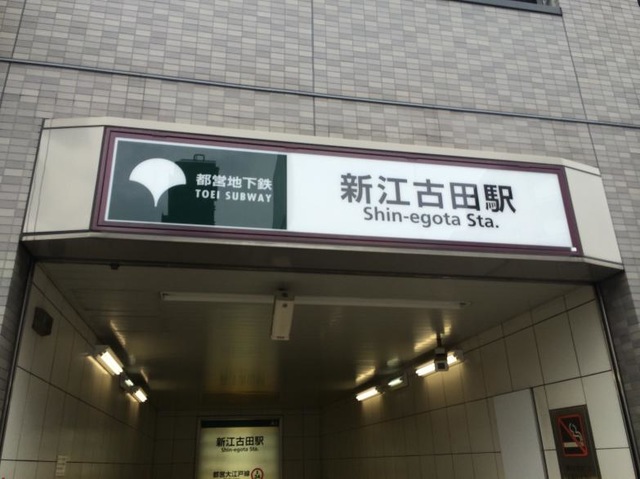 都営地下鉄
TOEI SUBWAY
新江古田駅
Shin-egota Sta.
新江古田駅
Shin-egota Sta.
都営大江戸線